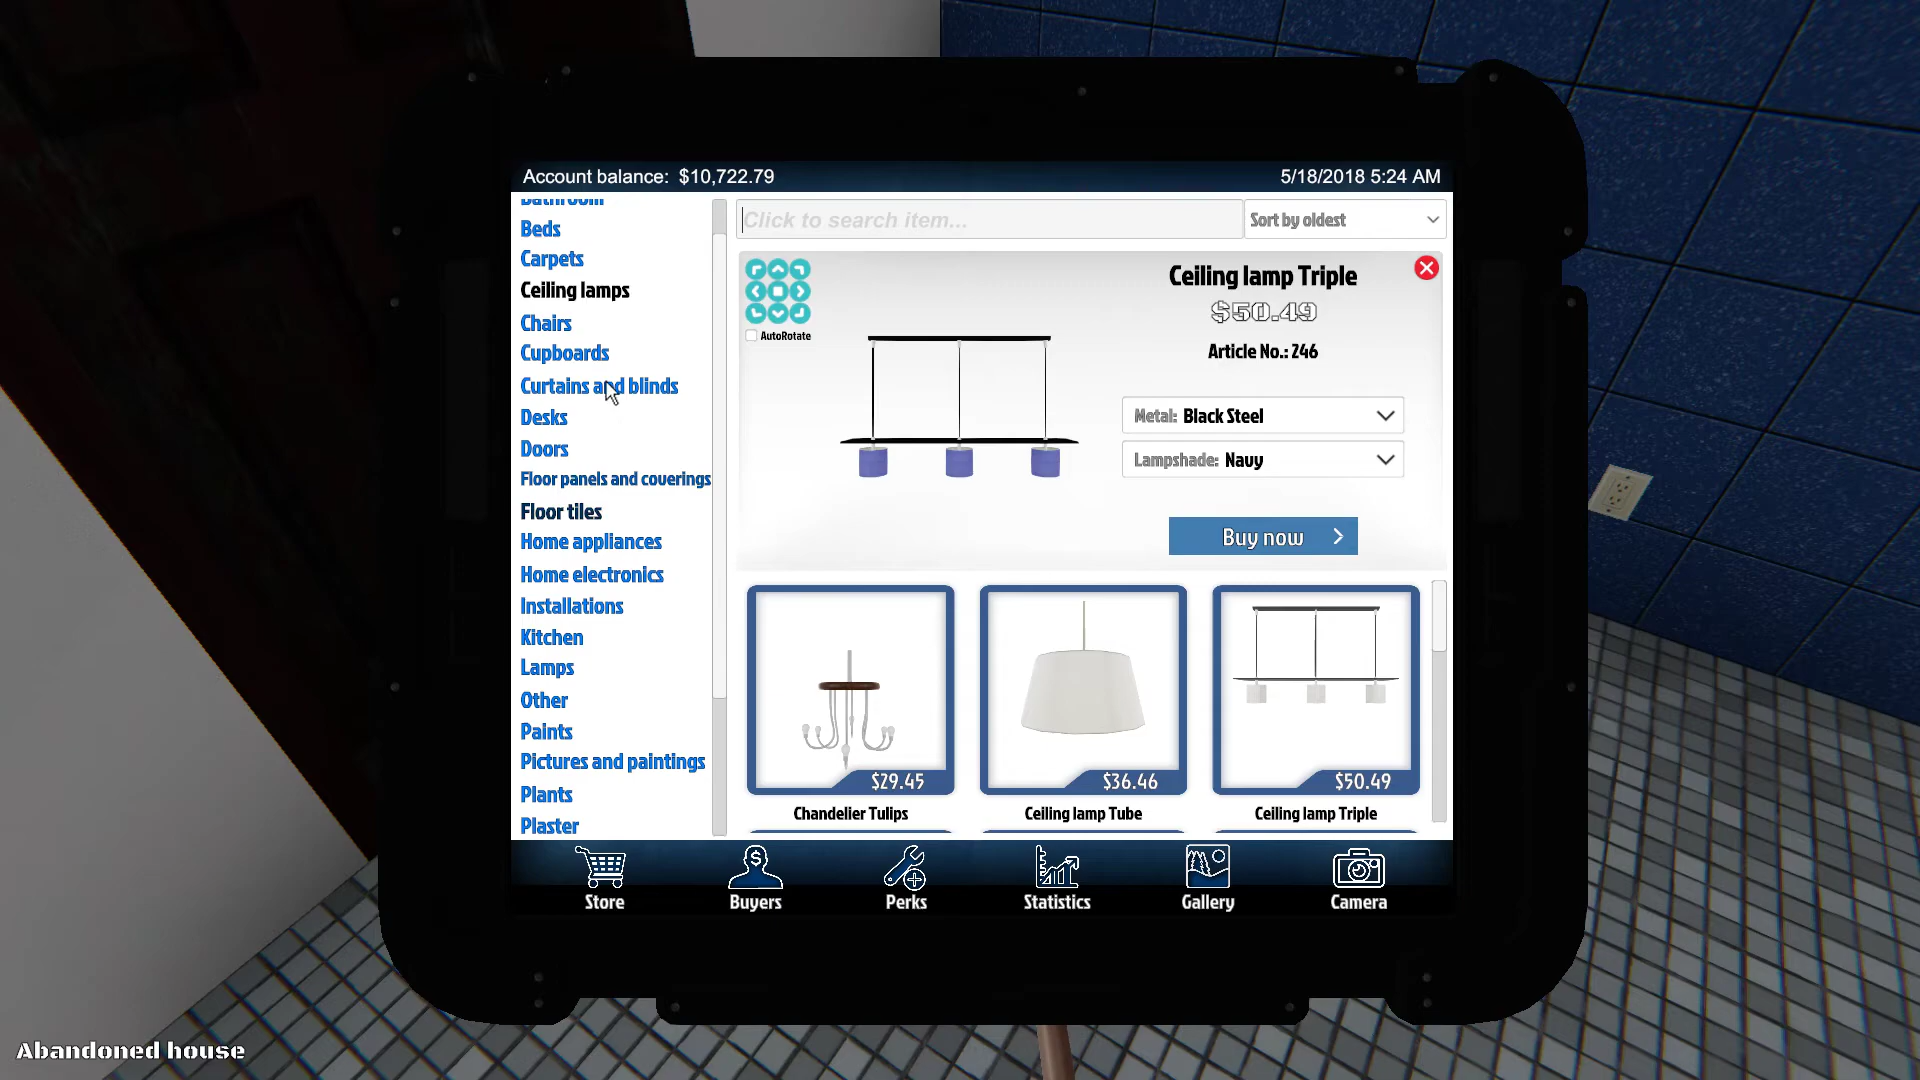 Account balance: $10,722.79
5/18/2018 5:24 AM
Bathroom
Beds
Carpets
Ceiling lamps
Chairs
Cupboards
Curtains and blinds
Desks
Doors
Floor panels and coverings
Floor tiles
Home appliances
Home electronics
Installations
Kitchen
Lamps
Other
Paints
Pictures and paintings
Plants
Plaster
Click to search item...
Sort by oldest
AutoRotate
Ceiling lamp Triple
$50.49
Article No.: 246
Metal: Black Steel
Lampshade: Navy
Buy now
$29.45
$36.46
$50.49
Chandelier Tulips
Ceiling lamp Tube
Ceiling lamp Triple
Store
Buyers
Perks
Statistics
Gallery
Camera
Abandoned house